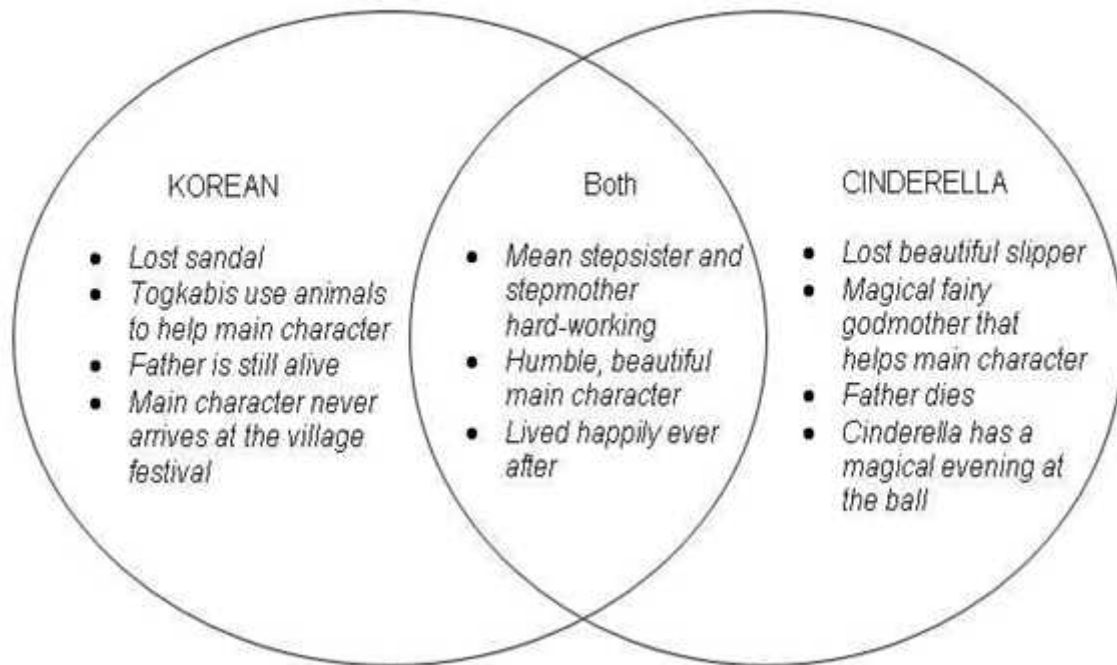 KOREAN
• Lost sandal
• Togkabis use animals
to help main character
• Father is still alive
• Main character never
arrives at the village
festival
Both
• Mean stepsister and
stepmother
hard-working
• Humble, beautiful
main character
• Lived happily ever
after
CINDERELLA
• Lost beautiful slipper
• Magical fairy
godmother that
helps main character
• Father dies
• Cinderella has a
magical evening at
the ball